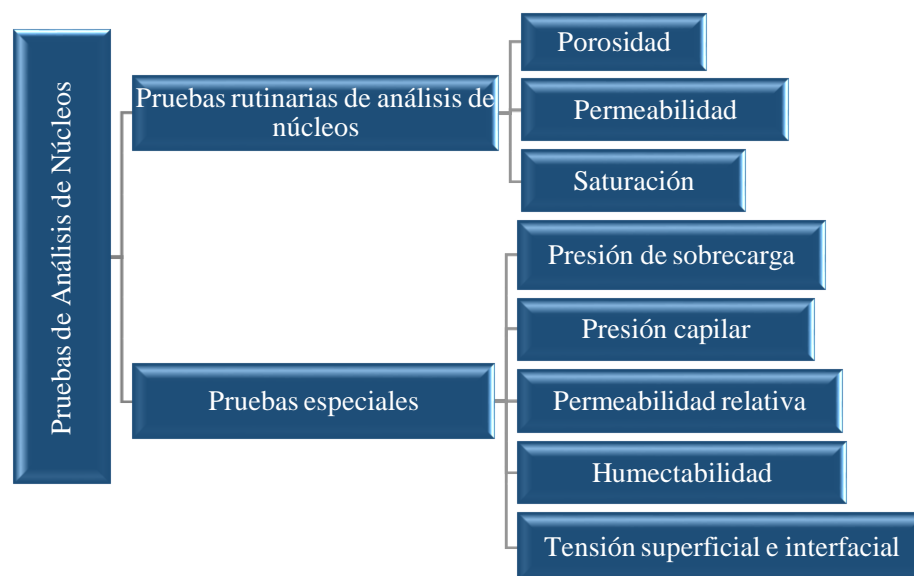 Pruebas de Análisis de Núcleos
Pruebas rutinarias de análisis de
núcleos
Porosidad
Permeabilidad
Saturación
Pruebas especiales
Presión de sobrecarga
Presión capilar
Permeabilidad relativa
Humectabilidad
Tensión superficial e interfacial